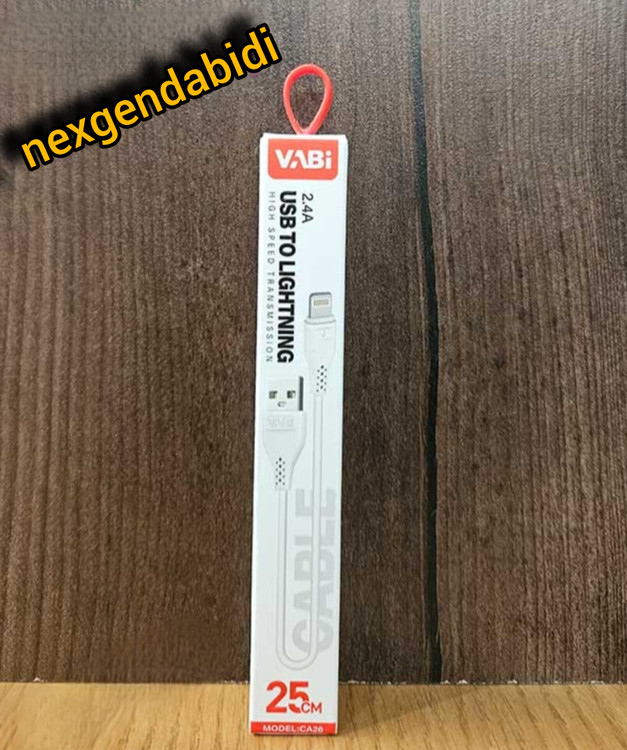 nexgendabidi
VABi
2.4A
USB TO LIGHTNING
HIGH SPEED TRANSMISSION
CABLE
25CM
MODEL:CA26